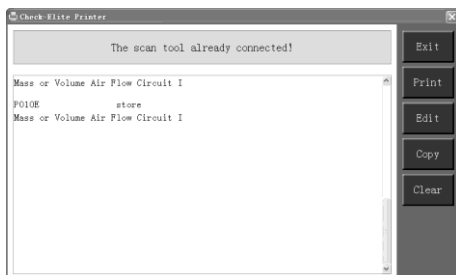 Check-Elite Printer
The scan tool already connected!
Mass or Volume Air Flow Circuit I
P010E store
Mass or Volume Air Flow Circuit I
Exit
Print
Edit
Copy
Clear